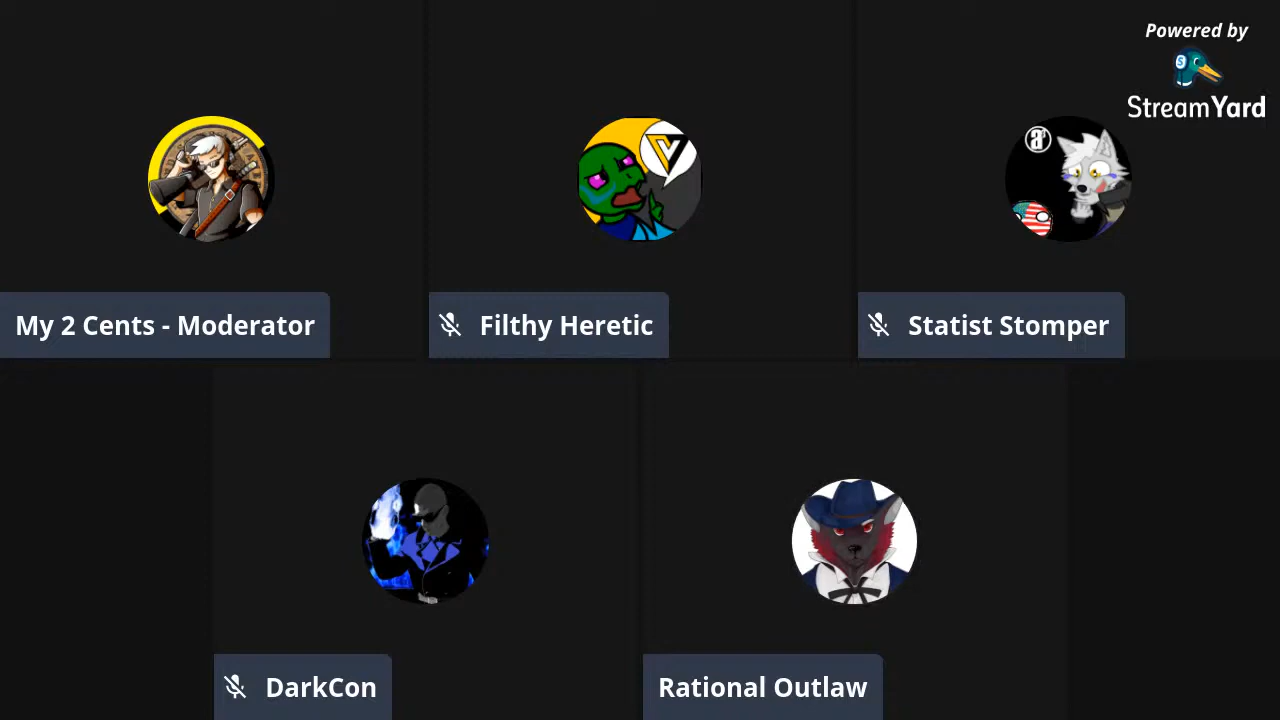 Powered by
StreamYard
My 2 Cents - Moderator
Filthy Heretic
Statist Stomper
DarkCon
Rational Outlaw